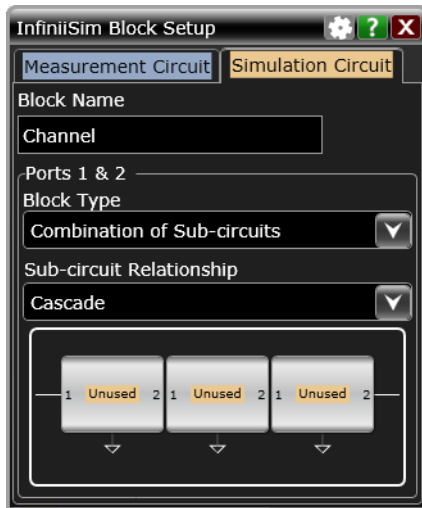 InfiniiSim Block Setup ?  X
Measurement Circuit Simulation Circuit
Block Name
Channel
Ports 1 & 2
Block Type
Combination of Sub-circuits
Sub-circuit Relationship
Cascade
1 Unused 2 1 Unused 2 1 Unused 2